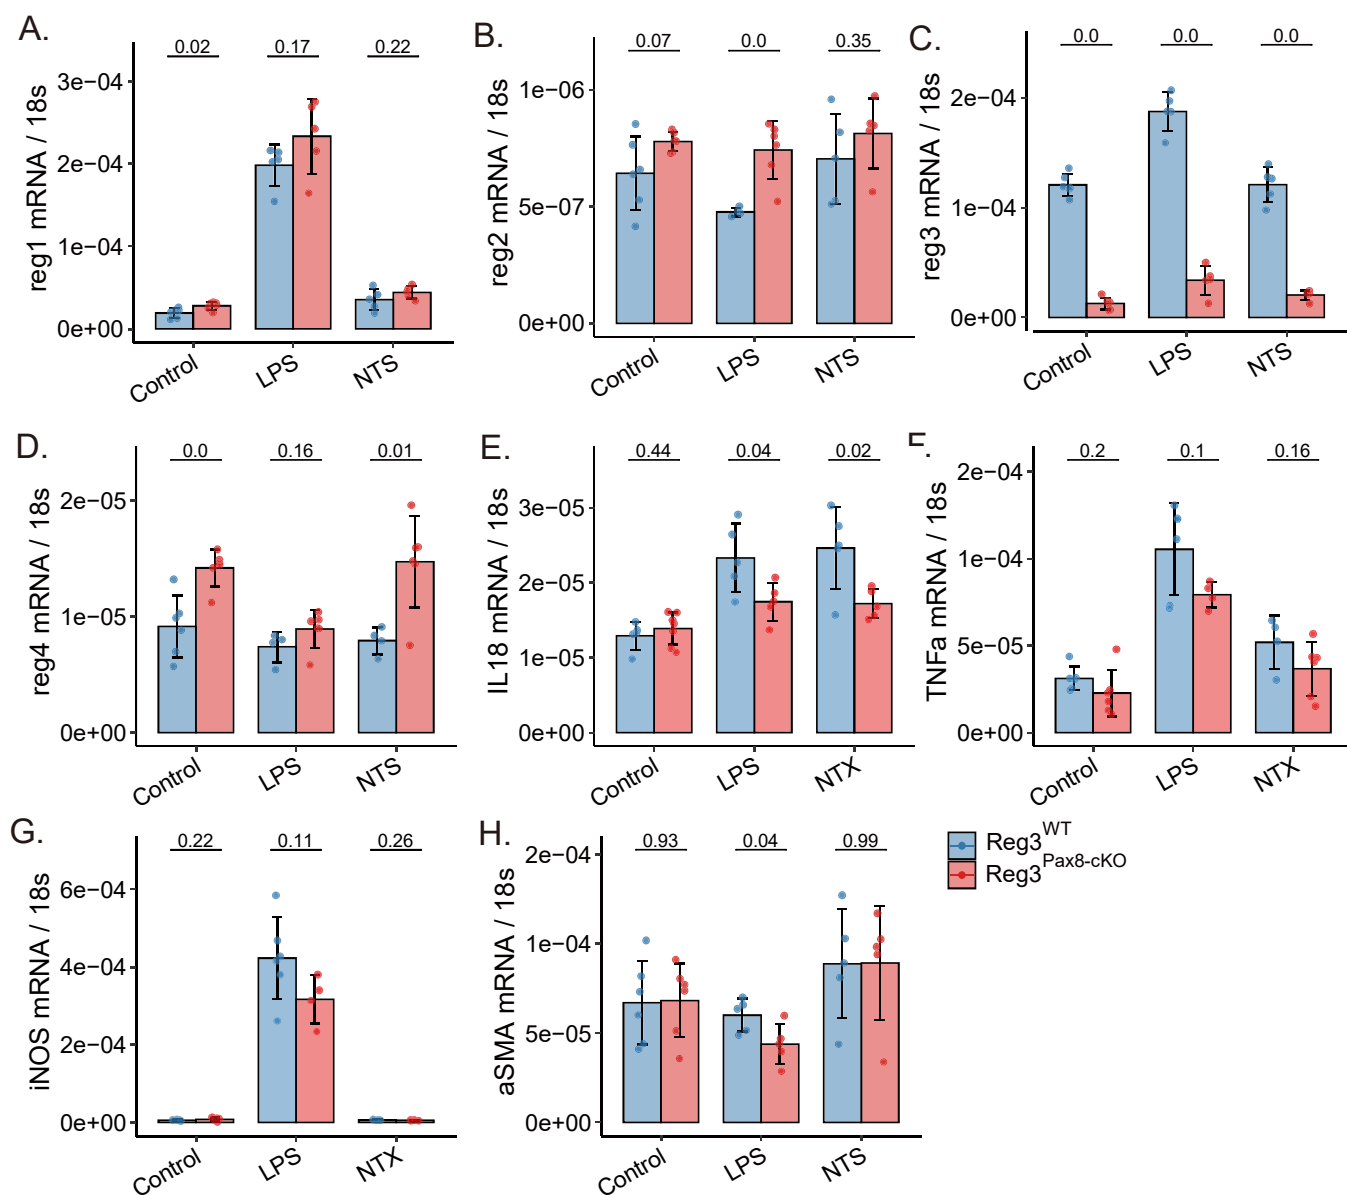 A.
reg1 mRNA / 18s
3e−04
2e−04
1e−04
0e+00
0.02
0.17
0.22
Control
LPS
NTS
B.
reg2 mRNA / 18s
1e−06
5e−07
0e+00
0.07
0.0
0.35
Control
LPS
NTS
C.
reg3 mRNA / 18s
2e−04
1e−04
0e+00
0.0
0.0
0.0
Control
LPS
NTS
D.
reg4 mRNA / 18s
2e−05
1e−05
0e+00
0.0
0.16
0.01
Control
LPS
NTS
E.
IL18 mRNA / 18s
3e−05
2e−05
1e−05
0e+00
0.44
0.04
0.02
Control
LPS
NTX
F.
TNFa mRNA / 18s
2e−04
1e−04
5e−05
0e+00
0.2
0.1
0.16
Control
LPS
NTX
G.
iNOS mRNA / 18s
6e−04
4e−04
2e−04
0e+00
0.22
0.11
0.26
Control
LPS
NTX
H.
aSMA mRNA / 18s
2e−04
1e−04
5e−05
0e+00
0.93
0.04
0.99
Control
LPS
NTS
Reg3WT
Reg3Pax8-cKO